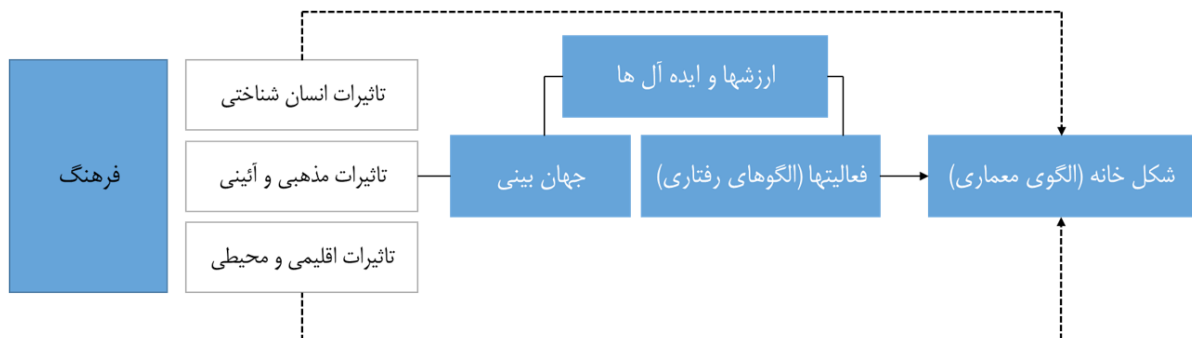 فرهنگ
تاثیرات انسان شناختی
تاثیرات مذهبی و آئینی
تاثیرات اقلیمی و محیطی
جهان بینی
ارزشها و ایده آل ها
فعالیتها (الگوهای رفتاری)
شکل خانه (الگوی معماری)